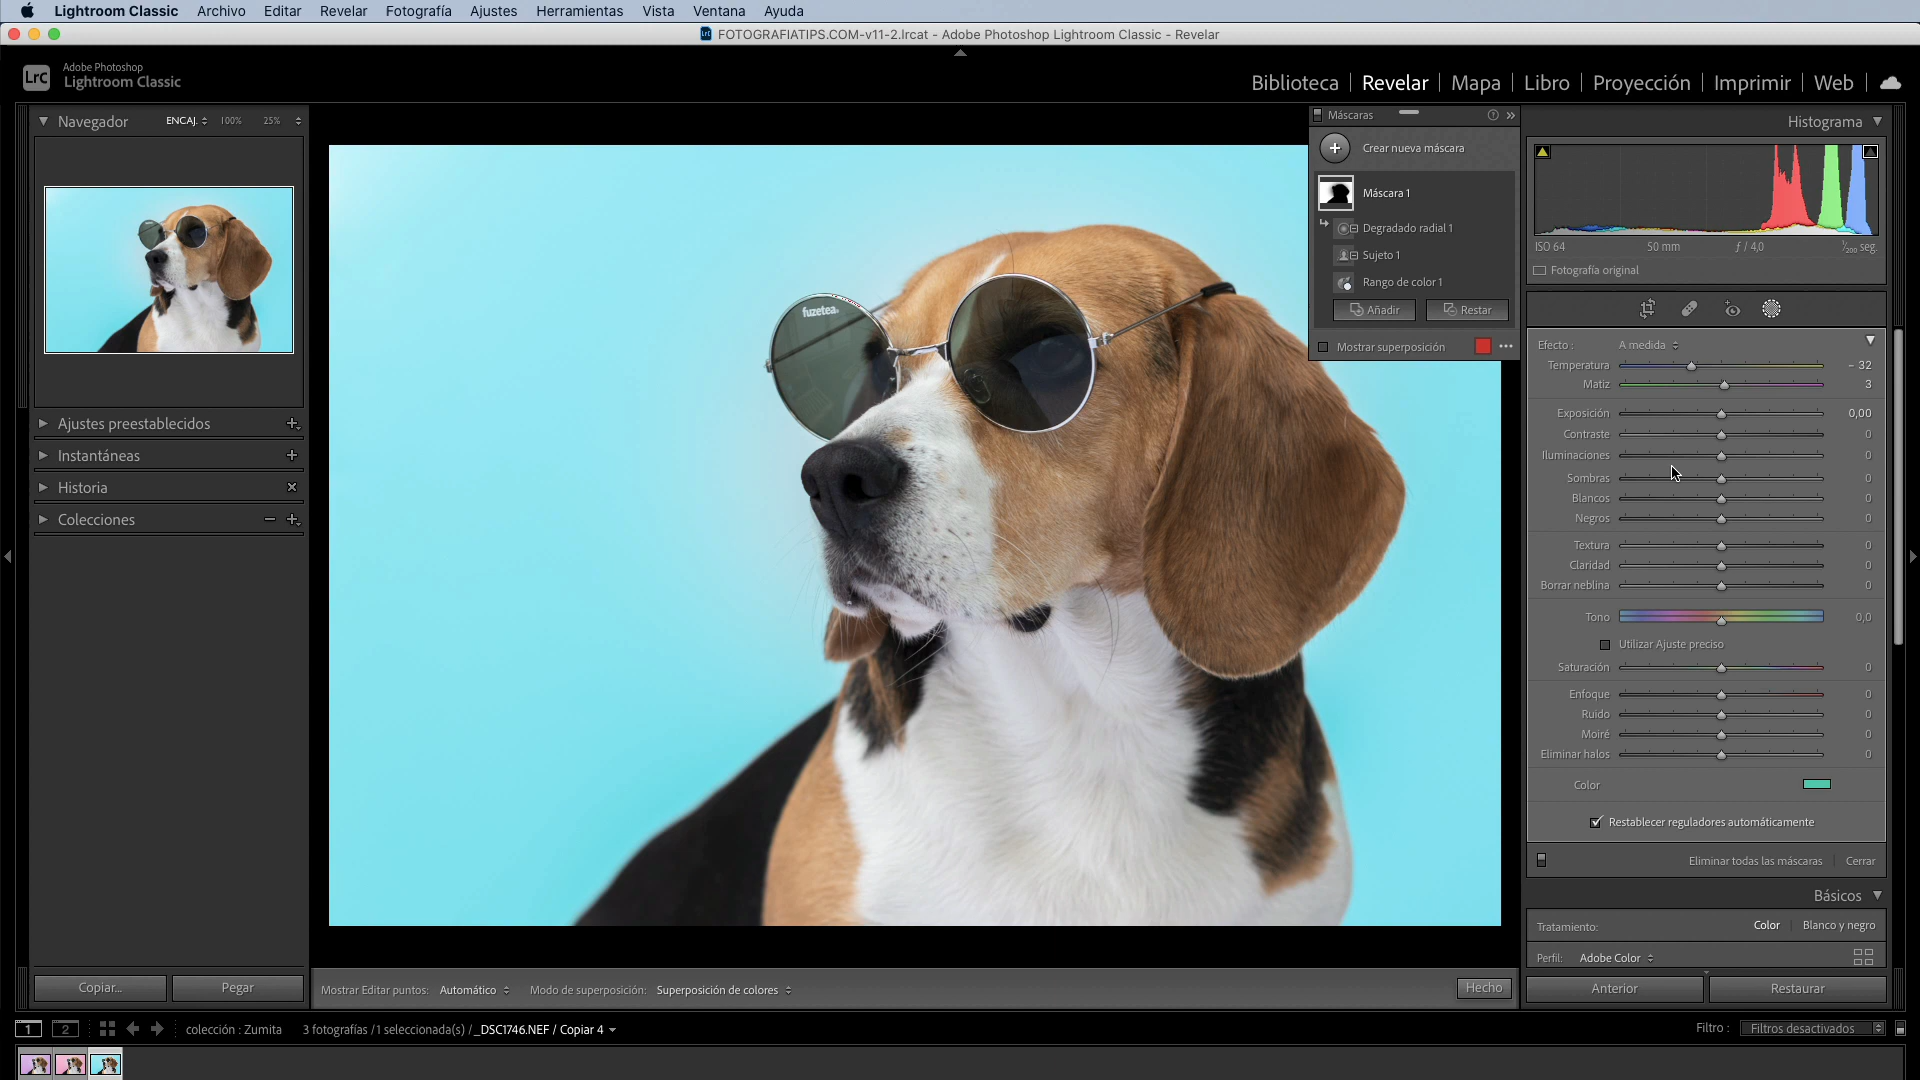 Lightroom Classic Archivo Editar Revelar Fotografía Ajustes Herramientas Vista Ventana Ayuda
LrC FOTOGRAFIATIPS.COM-v11-2.lrcat - Adobe Photoshop Lightroom Classic - Revelar
LrC
Adobe Photoshop
Lightroom Classic
Biblioteca | Revelar | Mapa | Libro | Proyección | Imprimir | Web |
Navegador ENCAJ. 100% 25%
Ajustes preestablecidos
Instantáneas
Historia
Colecciones
Copiar... Pegar
fuzetea
Máscaras
Crear nueva máscara
Máscara 1
Degradado radial 1
Sujeto 1
Rango de color 1
Añadir Restar
Mostrar superposición
Histograma
ISO 64 50 mm ƒ / 4,0 1/200 seg.
Fotografía original
Efecto : A medida
Temperatura - 32
Matiz 3
Exposición 0,00
Contraste 0
Iluminaciones 0
Sombras 0
Blancos 0
Negros 0
Textura 0
Claridad 0
Borrar neblina 0
Tono 0,0
Utilizar Ajuste preciso
Saturación 0
Enfoque 0
Ruido 0
Moiré 0
Eliminar halos 0
Color
Restablecer reguladores automáticamente
Eliminar todas las máscaras Cerrar
Básicos
Tratamiento: Color | Blanco y negro
Perfil: Adobe Color
Anterior Restaurar
Mostrar Editar puntos: Automático Modo de superposición: Superposición de colores Hecho
1 2 colección : Zumita 3 fotografías /1 seleccionada(s) /_DSC1746.NEF / Copiar 4 Filtro : Filtros desactivados